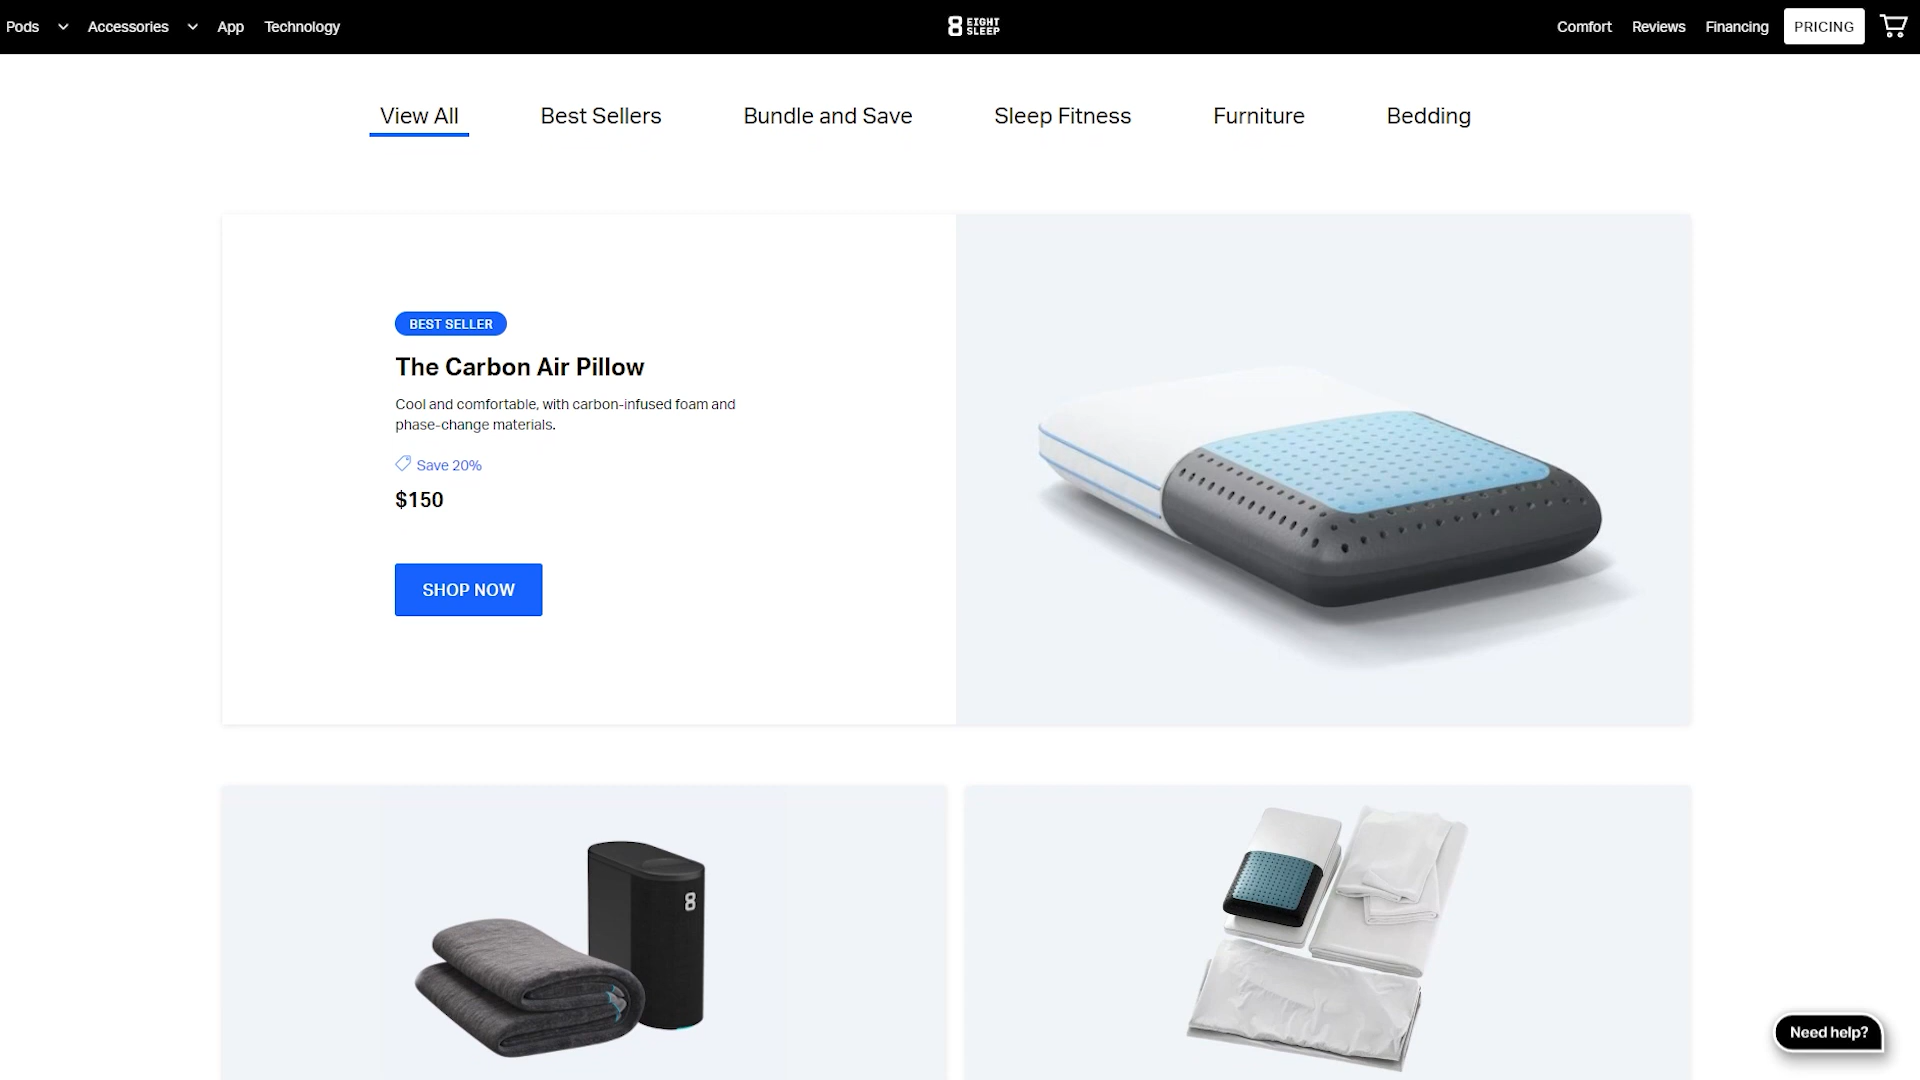 Pods Accessories App Technology 8 EIGHT SLEEP Comfort Reviews Financing PRICING
View All Best Sellers Bundle and Save Sleep Fitness Furniture Bedding
BEST SELLER
The Carbon Air Pillow
Cool and comfortable, with carbon-infused foam and
phase-change materials.
Save 20%
$150
SHOP NOW
8
Need help?